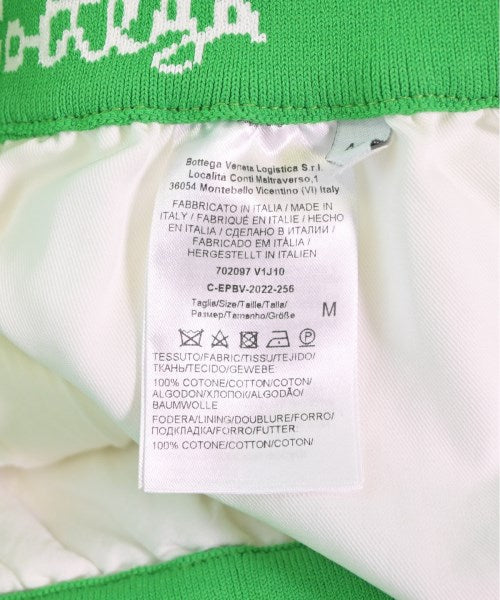 Bottega Veneta Logistica S.r.l.
Località Conti Maltraverso,1
36054 Montebello Vicentino (VI) Italy
FABBRICATO IN ITALIA / MADE IN
ITALY / FABRIQUÉ EN ITALIE / HECHO
EN ITALIA / СДЕЛАНО В ИТАЛИИ /
FABRICADO EM ITÁLIA /
HERGESTELLT IN ITALIEN
702097 V1J10
C-EPBV-2022-256
Taglia/Size/Taille/Talla/
Размер/Tamanho/Größe M
TESSUTO/FABRIC/TISSU/TEJIDO/
ТКАНЬ/TECIDO/GEWEBE
100% COTONE/COTTON/COTON/
ALGODON/ХЛОПОК/ALGODÃO/
BAUMWOLLE
FODERA/LINING/DOUBLURE/FORRO/
ПОДКЛАДКА/FORRO/FUTTER:
100% COTONE/COTTON/COTON/